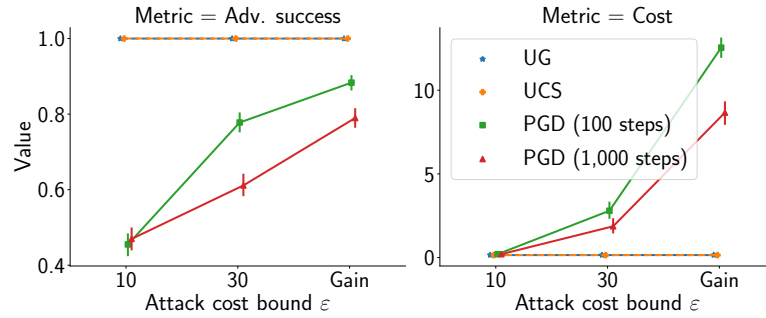 Metric = Adv. success
Value
1.0
0.8
0.6
0.4
10
30
Gain
Attack cost bound ε
Metric = Cost
10
5
0
UG
UCS
PGD (100 steps)
PGD (1,000 steps)
10
30
Gain
Attack cost bound ε